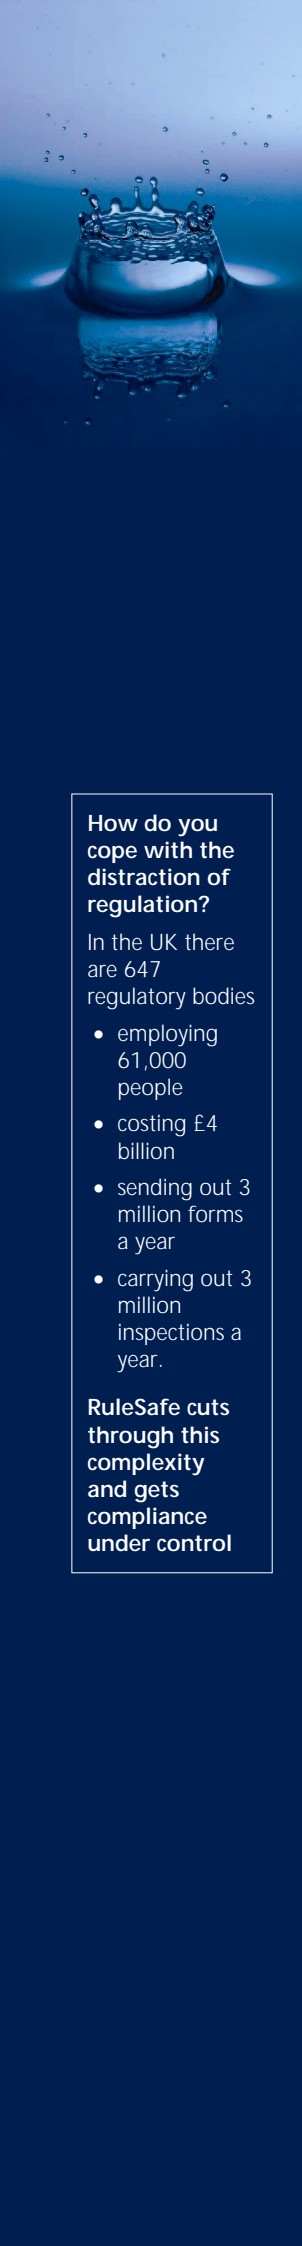 How do you
cope with the
distraction of
regulation?
In the UK there
are 647
regulatory bodies
• employing
61,000
people
• costing £4
billion
• sending out 3
million forms
a year
• carrying out 3
million
inspections a
year.
RuleSafe cuts
through this
complexity
and gets
compliance
under control